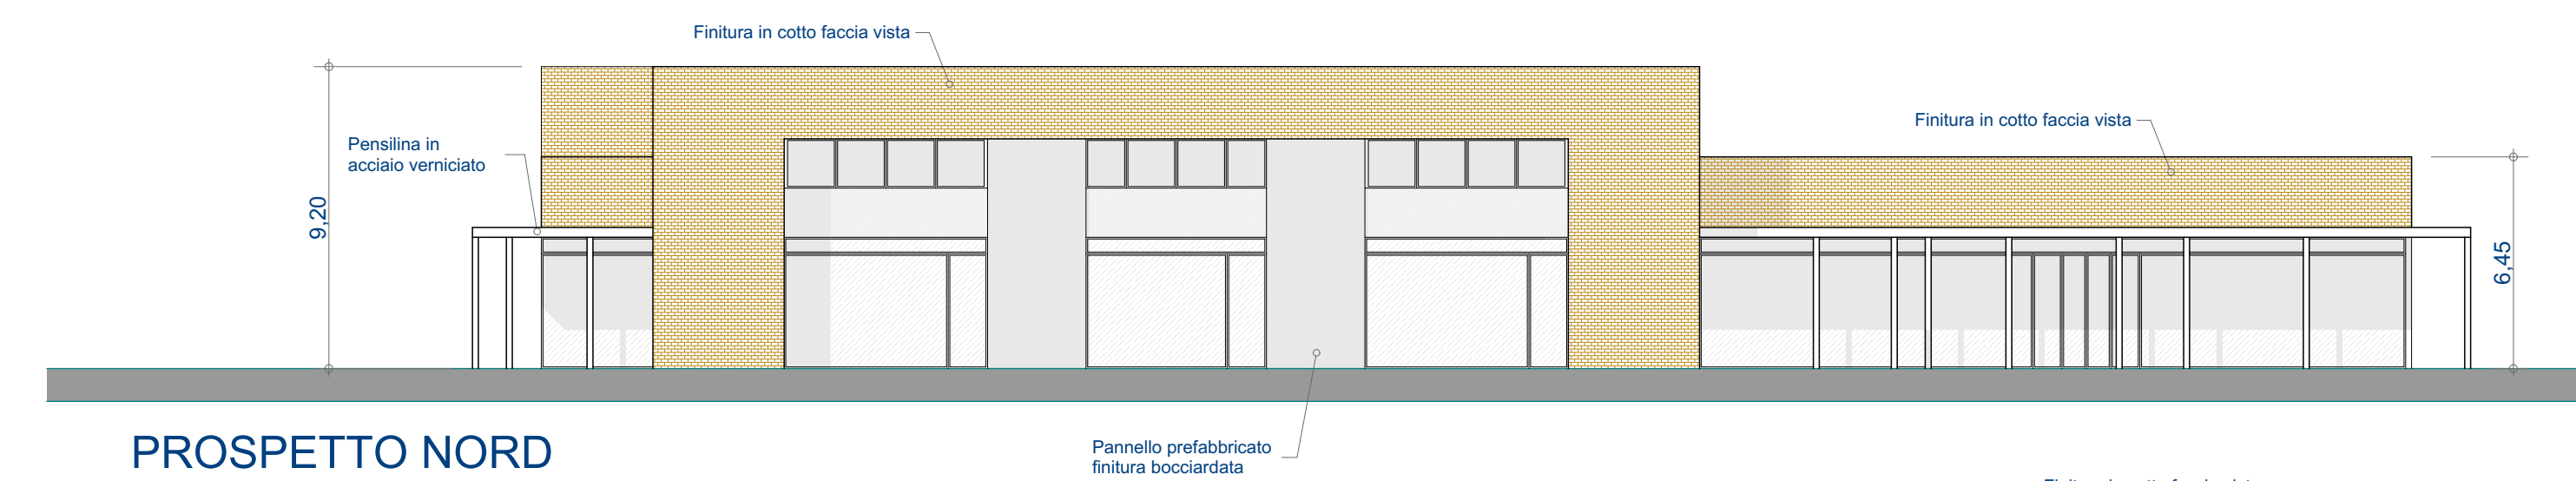 Finitura in cotto faccia vista
Finitura in cotto faccia vista
Pensilina in
acciaio verniciato
9,20
6,45
PROSPETTO NORD
Pannello prefabbricato
finitura bocciardata